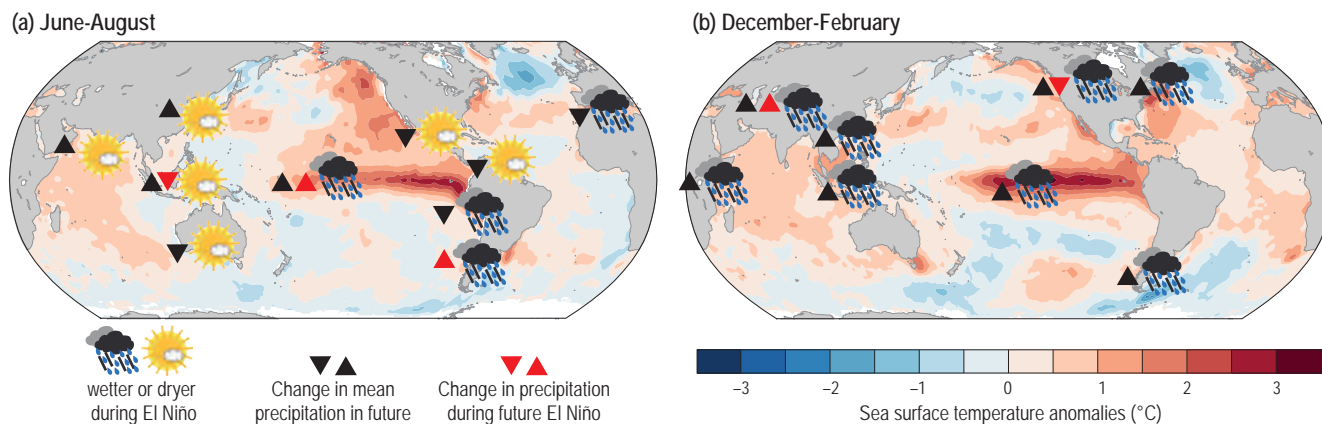 (a) June-August
(b) December-February
wetter or dryer
during El Niño
Change in mean
precipitation in future
Change in precipitation
during future El Niño
−3 −2 −1 0 1 2 3
Sea surface temperature anomalies (°C)